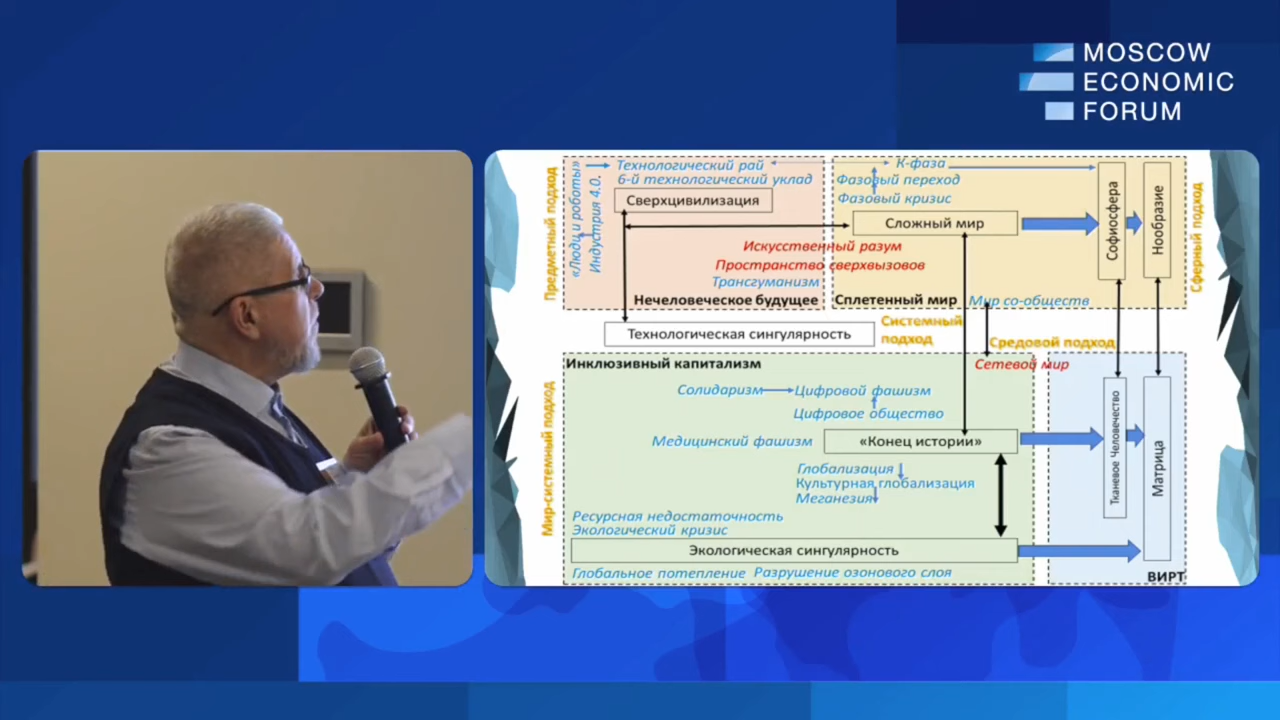 MOSCOW
ECONOMIC
FORUM
Предметный подход
«Люди и роботы»
Индустрия 4.0.
Технологический рай
6-й технологический уклад
Сверхцивилизация
К-фаза
Фазовый переход
Фазовый кризис
Сложный мир
Софиосфера
Нообразие
Сферный подход
Искусственный разум
Пространство сверхвызовов
Трансгуманизм
Нечеловеческое будущее
Сплетенный мир
Мир со-обществ
Технологическая сингулярность
Системный
подход
Средовой подход
Мир-системный подход
Инклюзивный капитализм
Сетевой мир
Солидаризм
Цифровой фашизм
Цифровое общество
Медицинский фашизм
«Конец истории»
Тканевое Человечество
Матрица
Глобализация
Культурная глобализация
Меганезия
Ресурсная недостаточность
Экологический кризис
Экологическая сингулярность
Глобальное потепление
Разрушение озонового слоя
ВИРТ